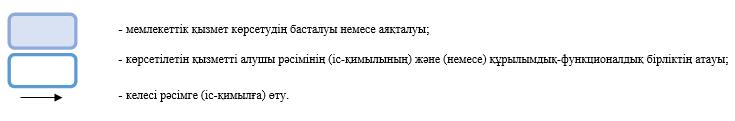 - мемлекеттік қызмет көрсетудің басталуы немесе аяқталуы;
- көрсетілетін қызметті алушы рәсімінің (іс-қимылының) және (немесе) құрылымдық-функционалдық бірліктің атауы;
- келесі рәсімге (іс-қимылға) өту.